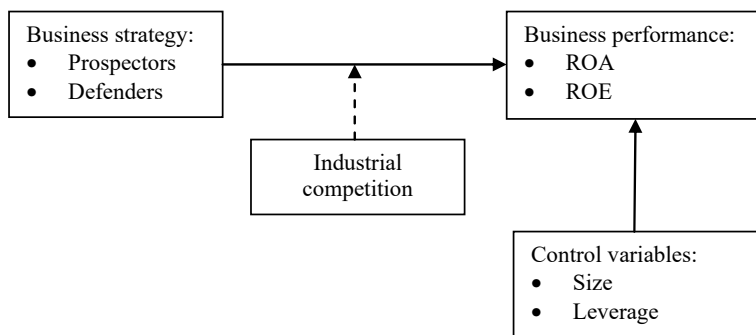 Business strategy:
• Prospectors
• Defenders
Business performance:
• ROA
• ROE
Industrial
competition
Control variables:
• Size
• Leverage